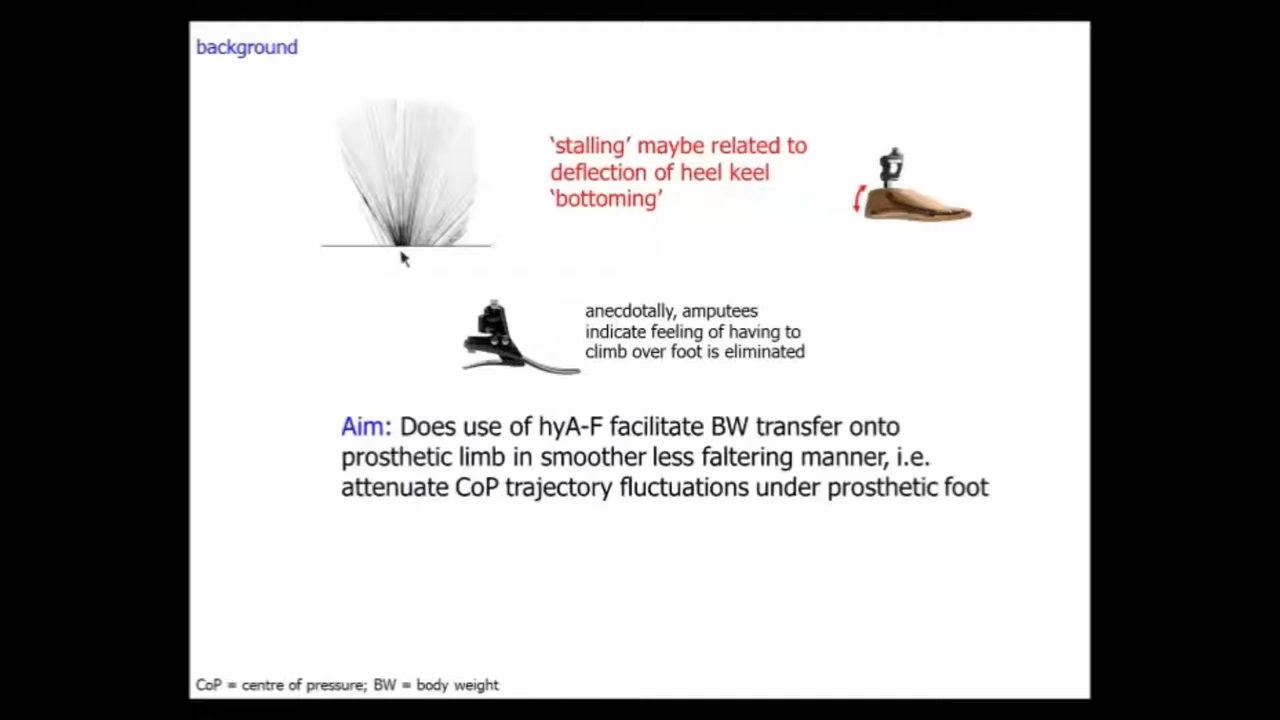 background
‘stalling’ maybe related to
deflection of heel keel
‘bottoming’
anecdotally, amputees
indicate feeling of having to
climb over foot is eliminated
Aim: Does use of hyA-F facilitate BW transfer onto
prosthetic limb in smoother less faltering manner, i.e.
attenuate CoP trajectory fluctuations under prosthetic foot
CoP = centre of pressure; BW = body weight